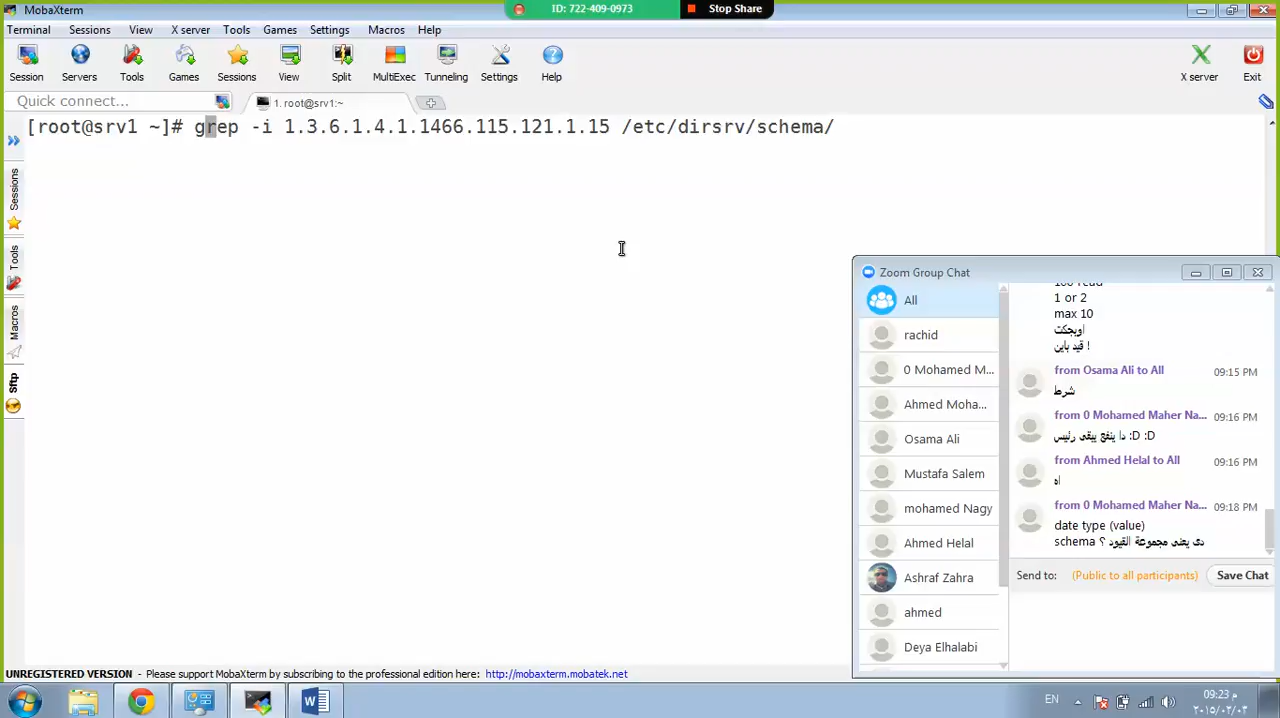 MobaXterm
ID: 722-409-0973
Stop Share
Terminal Sessions View X server Tools Games Settings Macros Help
Session Servers Tools Games Sessions View Split MultiExec Tunneling Settings Help X server Exit
Quick connect...
1. root@srv1:~
[root@srv1 ~]# grep -i 1.3.6.1.4.1.1466.115.121.1.15 /etc/dirsrv/schema/
Sessions
Tools
Macros
Sftp
Zoom Group Chat
All
rachid
0 Mohamed M...
Ahmed Moha...
Osama Ali
Mustafa Salem
mohamed Nagy
Ahmed Helal
Ashraf Zahra
ahmed
Deya Elhalabi
100 read
1 or 2
max 10
اوبجكت
قيد باين !
from Osama Ali to All 09:15 PM
شرط
from 0 Mohamed Maher Na... 09:16 PM
دا ينفع يبقى رئيس :D :D
from Ahmed Helal to All 09:16 PM
اه
from 0 Mohamed Maher Na... 09:18 PM
date type (value)
schema ؟ دى يعنى مجموعة القيود
Send to: (Public to all participants) Save Chat
UNREGISTERED VERSION - Please support MobaXterm by subscribing to the professional edition here: http://mobaxterm.mobatek.net
EN
09:23 م
٢٠١٥/٠٣/٠٣